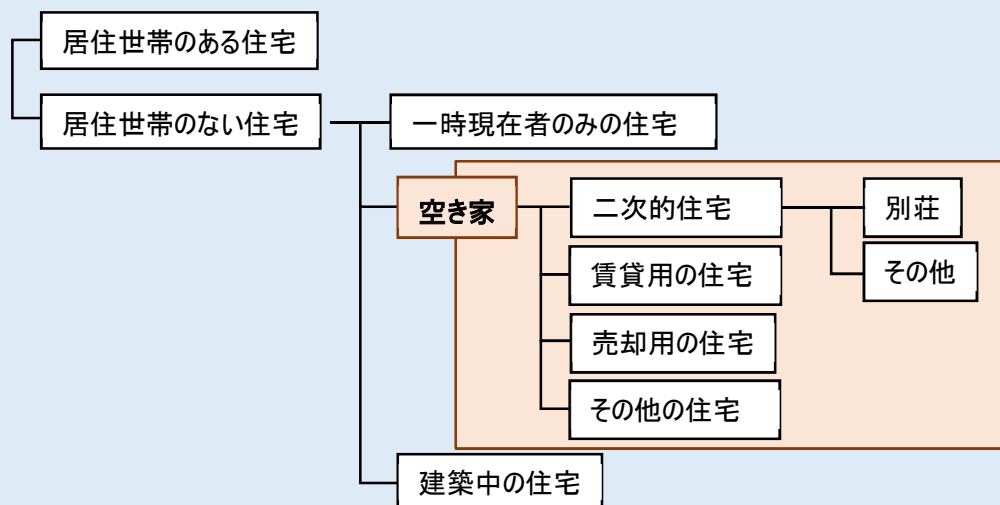 居住世帯のある住宅
居住世帯のない住宅
一時現在者のみの住宅
空き家
二次的住宅
別荘
その他
賃貸用の住宅
売却用の住宅
その他の住宅
建築中の住宅